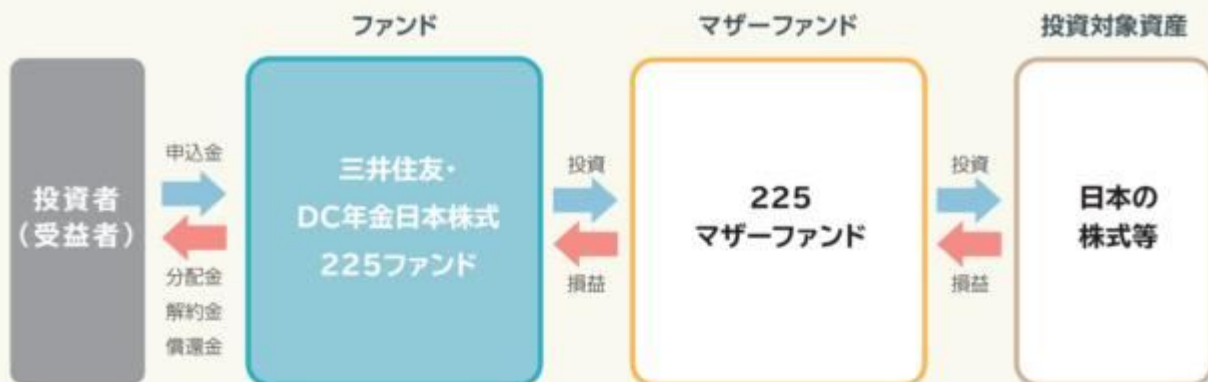 ファンド
マザーファンド
投資対象資産
投資者
（受益者）
申込金
分配金
解約金
償還金
三井住友・
DC年金日本株式
225ファンド
投資
損益
225
マザーファンド
投資
損益
日本の
株式等